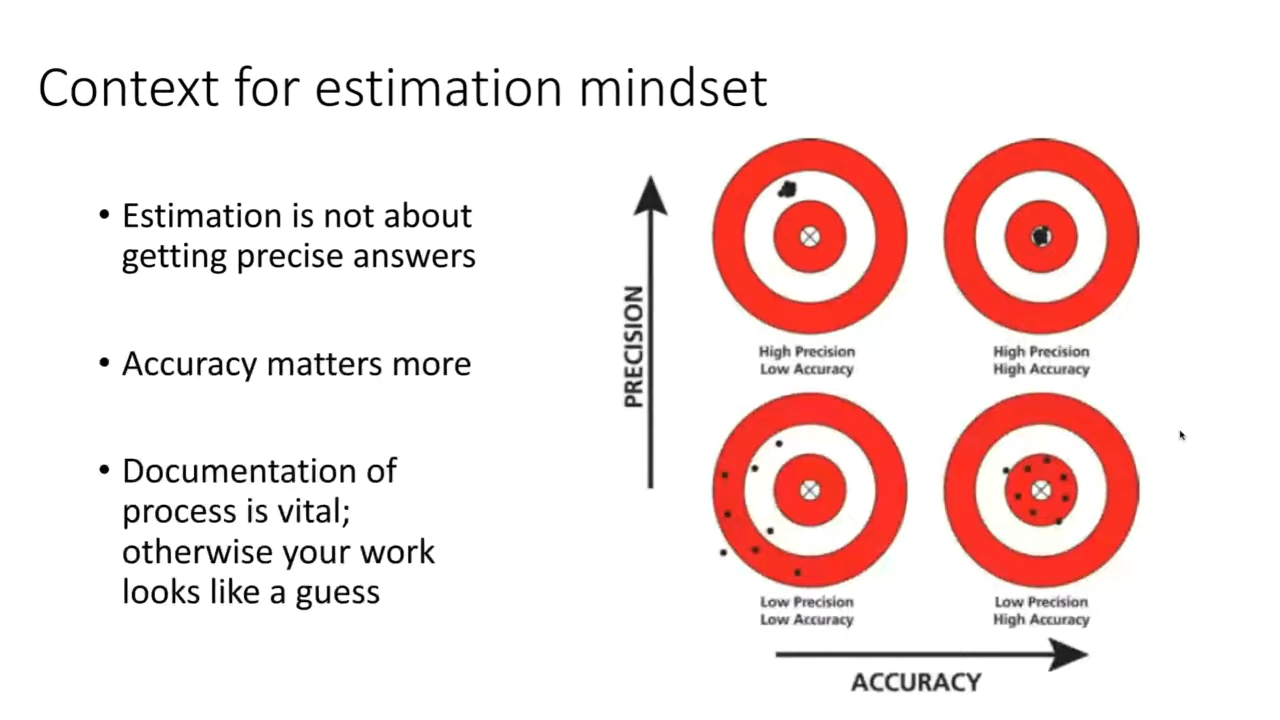 Context for estimation mindset
• Estimation is not about
getting precise answers
• Accuracy matters more
• Documentation of
process is vital;
otherwise your work
looks like a guess
PRECISION
High Precision
Low Accuracy
High Precision
High Accuracy
Low Precision
Low Accuracy
Low Precision
High Accuracy
ACCURACY